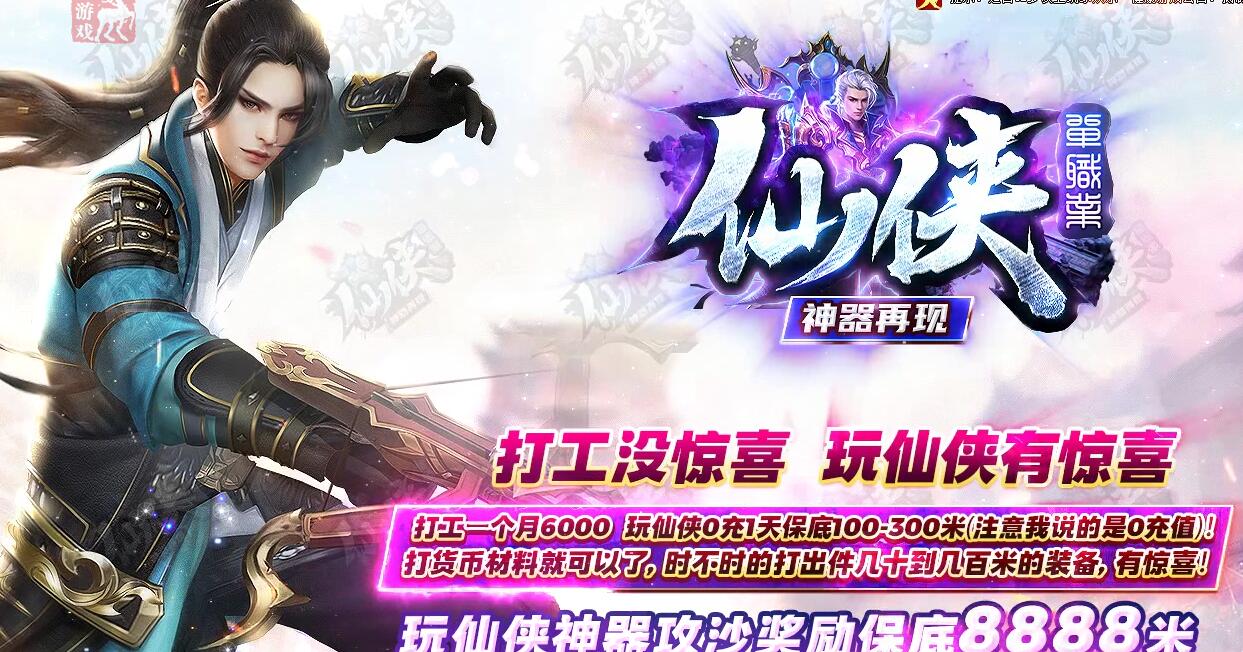 游戏
仙侠
單職業
神器再现
打工没惊喜 玩仙侠有惊喜
打工一个月6000 玩仙侠0充1天保底100-300米(注意我说的是0充值)!
打货币材料就可以了, 时不时的打出件几十到几百米的装备, 有惊喜!
玩仙侠神器攻沙奖励保底8888米